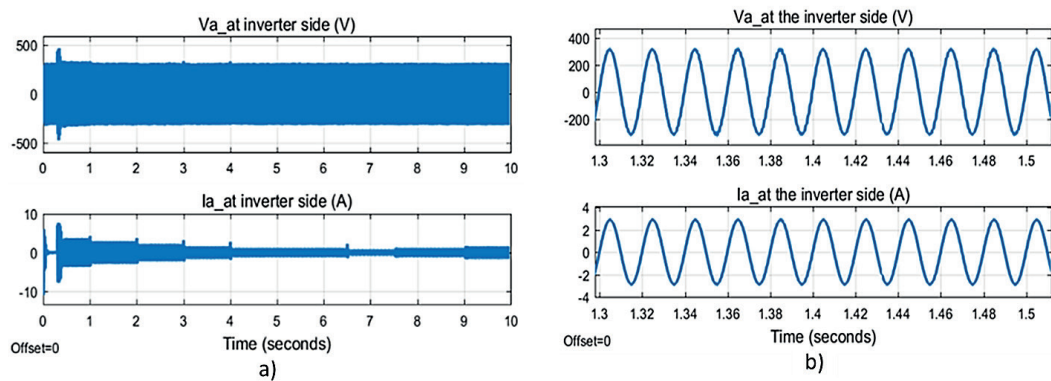 Va_at inverter side (V)
500
0
-500
0 1 2 3 4 5 6 7 8 9 10
Ia_at inverter side (A)
10
0
-10
0 1 2 3 4 5 6 7 8 9 10
Offset=0
Time (seconds)
a)
Va_at the inverter side (V)
400
200
0
-200
1.3 1.32 1.34 1.36 1.38 1.4 1.42 1.44 1.46 1.48 1.5
Ia_at the inverter side (A)
4
2
0
-2
-4
1.3 1.32 1.34 1.36 1.38 1.4 1.42 1.44 1.46 1.48 1.5
Offset=0
Time (seconds)
b)